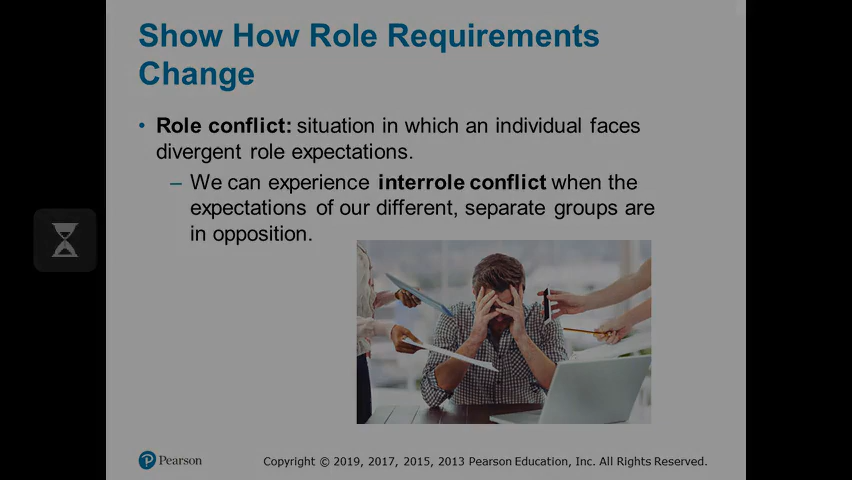 Show How Role Requirements
Change
• Role conflict: situation in which an individual faces
divergent role expectations.
– We can experience interrole conflict when the
expectations of our different, separate groups are
in opposition.
Pearson
Copyright © 2019, 2017, 2015, 2013 Pearson Education, Inc. All Rights Reserved.